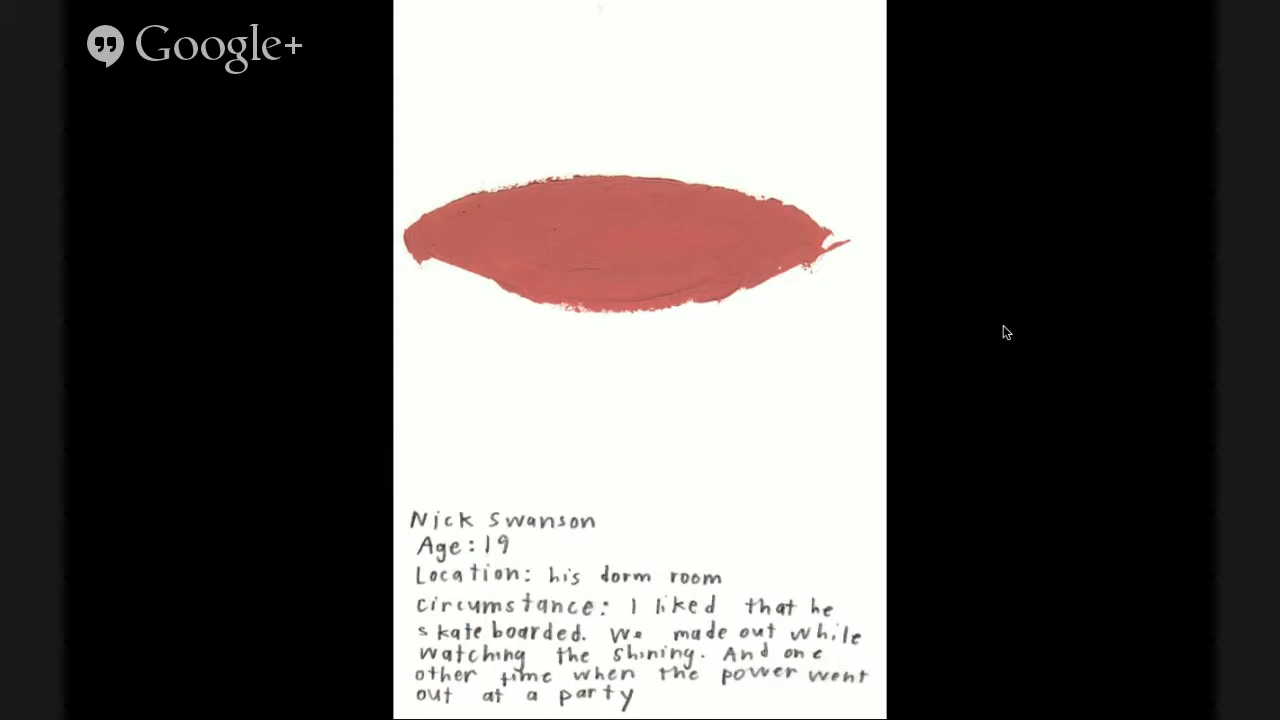 Google+
Nick Swanson
Age: 19
Location: his dorm room
circumstance: I liked that he
skateboarded. We made out while
watching the shining. And one
other time when the power went
out at a party